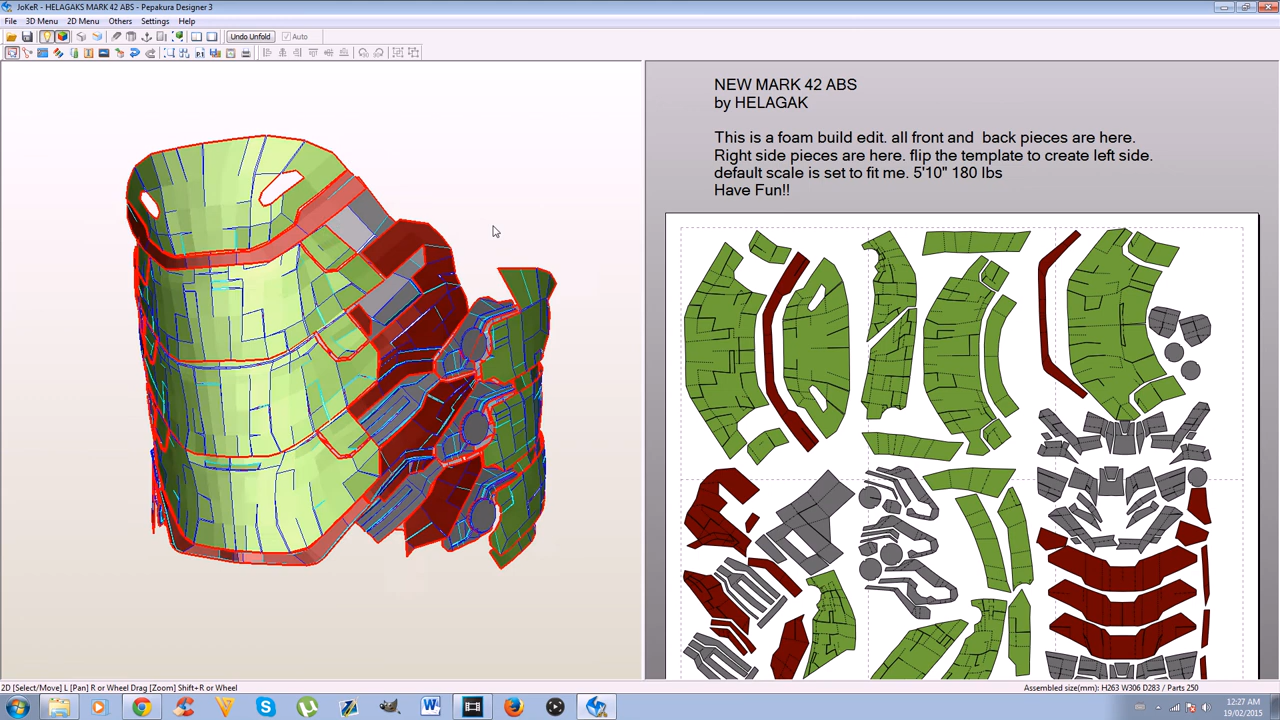 JoKeR - HELAGAKS MARK 42 ABS - Pepakura Designer 3
File 3D Menu 2D Menu Others Settings Help
Undo Unfold Auto
NEW MARK 42 ABS
by HELAGAK
This is a foam build edit. all front and back pieces are here.
Right side pieces are here. flip the template to create left side.
default scale is set to fit me. 5'10" 180 lbs
Have Fun!!
2D [Select/Move] L [Pan] R or Wheel Drag [Zoom] Shift+R or Wheel
Assembled size(mm): H263 W306 D283 / Parts 250
12:27 AM
19/02/2015